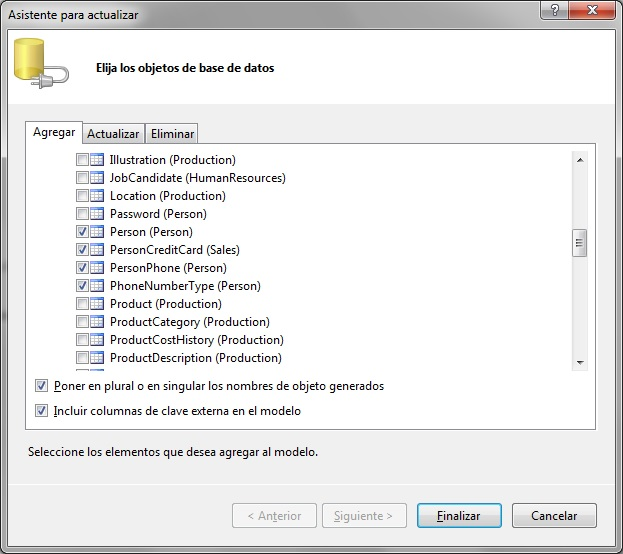 Asistente para actualizar
Elija los objetos de base de datos
Agregar Actualizar Eliminar
Illustration (Production)
JobCandidate (HumanResources)
Location (Production)
Password (Person)
Person (Person)
PersonCreditCard (Sales)
PersonPhone (Person)
PhoneNumberType (Person)
Product (Production)
ProductCategory (Production)
ProductCostHistory (Production)
ProductDescription (Production)
Poner en plural o en singular los nombres de objeto generados
Incluir columnas de clave externa en el modelo
Seleccione los elementos que desea agregar al modelo.
< Anterior Siguiente > Finalizar Cancelar